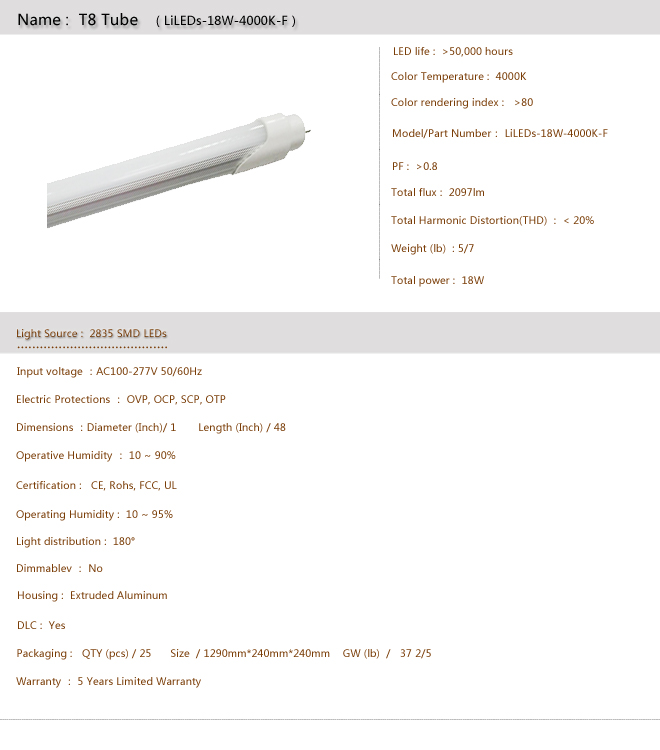 Name : T8 Tube ( LiLEDs-18W-4000K-F )
LED life : >50,000 hours
Color Temperature : 4000K
Color rendering index : >80
Model/Part Number : LiLEDs-18W-4000K-F
PF : >0.8
Total flux : 2097lm
Total Harmonic Distortion(THD) : < 20%
Weight (lb) : 5/7
Total power : 18W
Light Source : 2835 SMD LEDs
Input voltage : AC100-277V 50/60Hz
Electric Protections : OVP, OCP, SCP, OTP
Dimensions : Diameter (Inch)/ 1 Length (Inch) / 48
Operative Humidity : 10 ~ 90%
Certification : CE, Rohs, FCC, UL
Operating Humidity : 10 ~ 95%
Light distribution : 180°
Dimmablev : No
Housing : Extruded Aluminum
DLC : Yes
Packaging : QTY (pcs) / 25 Size / 1290mm*240mm*240mm GW (lb) / 37 2/5
Warranty : 5 Years Limited Warranty